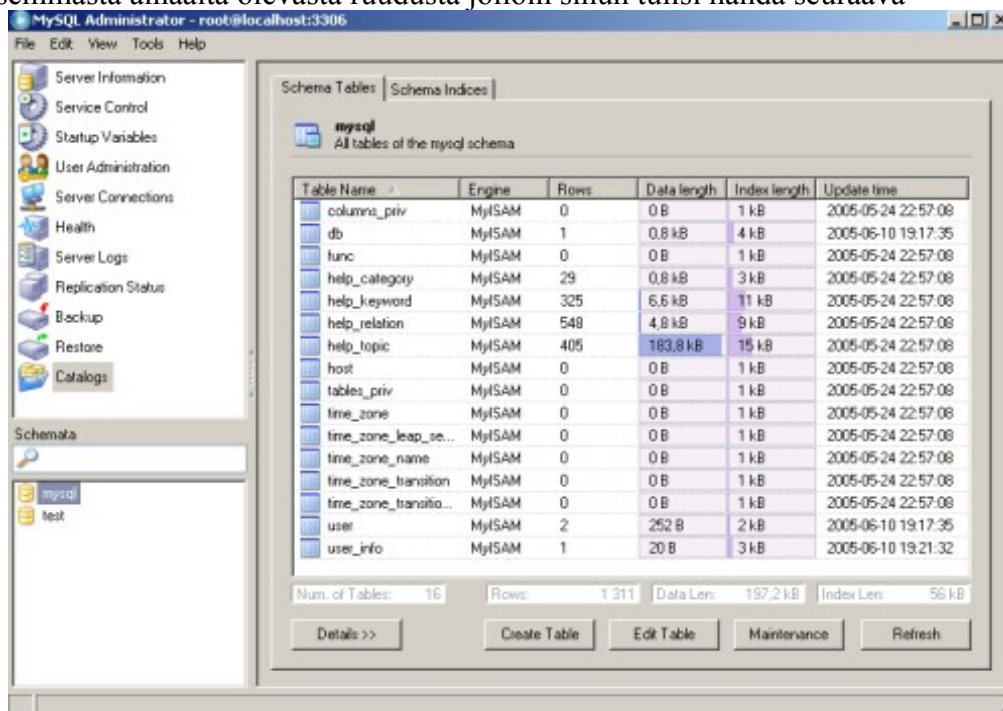 vasemmasta alhaalta olevasta ruudusta jolloin sinun tulisi nähdä seuraava
MySQL Administrator - root@localhost:3306
File Edit View Tools Help
Server Information
Service Control
Startup Variables
User Administration
Server Connections
Health
Server Logs
Replication Status
Backup
Restore
Catalogs
Schemata
mysql
test
Schema Tables Schema Indices
mysql
All tables of the mysql schema
Table Name Engine Rows Data length Index length Update time
columns_priv MyISAM 0 0 B 1 kB 2005-05-24 22:57:08
db MyISAM 1 0,8 kB 4 kB 2005-06-10 19:17:35
func MyISAM 0 0 B 1 kB 2005-05-24 22:57:08
help_category MyISAM 29 0,8 kB 3 kB 2005-05-24 22:57:08
help_keyword MyISAM 325 6,6 kB 11 kB 2005-05-24 22:57:08
help_relation MyISAM 548 4,8 kB 9 kB 2005-05-24 22:57:08
help_topic MyISAM 405 183,8 kB 15 kB 2005-05-24 22:57:08
host MyISAM 0 0 B 1 kB 2005-05-24 22:57:08
tables_priv MyISAM 0 0 B 1 kB 2005-05-24 22:57:08
time_zone MyISAM 0 0 B 1 kB 2005-05-24 22:57:08
time_zone_leap_se... MyISAM 0 0 B 1 kB 2005-05-24 22:57:08
time_zone_name MyISAM 0 0 B 1 kB 2005-05-24 22:57:08
time_zone_transition MyISAM 0 0 B 1 kB 2005-05-24 22:57:08
time_zone_transitio... MyISAM 0 0 B 1 kB 2005-05-24 22:57:08
user MyISAM 2 252 B 2 kB 2005-06-10 19:17:35
user_info MyISAM 1 20 B 3 kB 2005-06-10 19:21:32
Num. of Tables: 16 Rows: 1 311 Data Len: 197,2 kB Index Len: 56 kB
Details >> Create Table Edit Table Maintenance Refresh